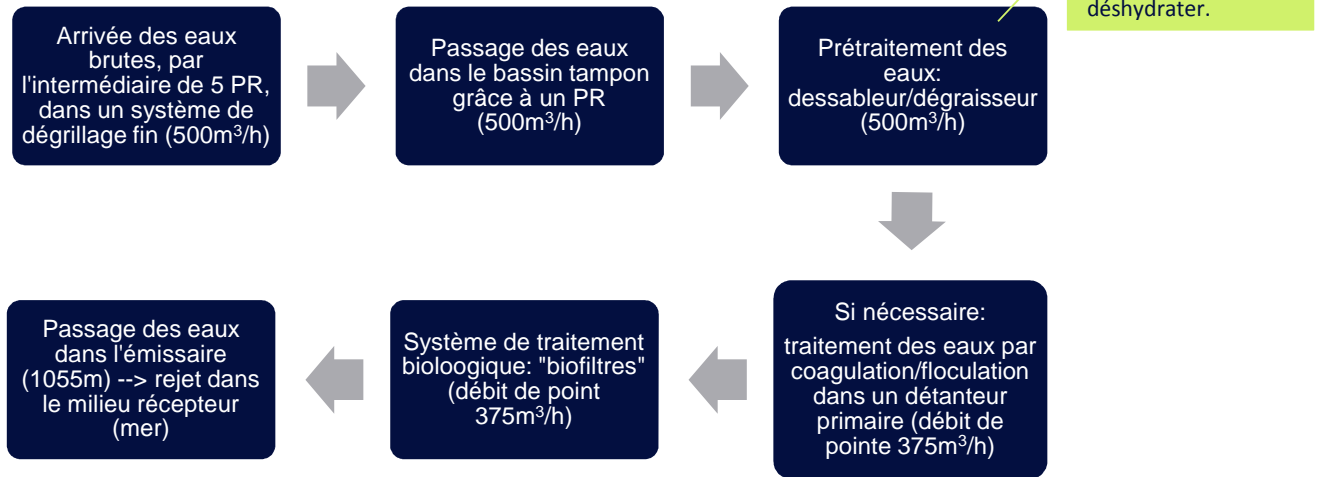 déshydrater.
Arrivée des eaux
brutes, par
l'intermédiaire de 5 PR,
dans un système de
dégrillage fin (500m³/h)
Passage des eaux
dans le bassin tampon
grâce à un PR
(500m³/h)
Prétraitement des
eaux:
dessableur/dégraisseur
(500m³/h)
Si nécessaire:
traitement des eaux par
coagulation/floculation
dans un détanteur
primaire (débit de
pointe 375m³/h)
Système de traitement
bioloogique: "biofiltres"
(débit de point
375m³/h)
Passage des eaux
dans l'émissaire
(1055m) --> rejet dans
le milieu récepteur
(mer)